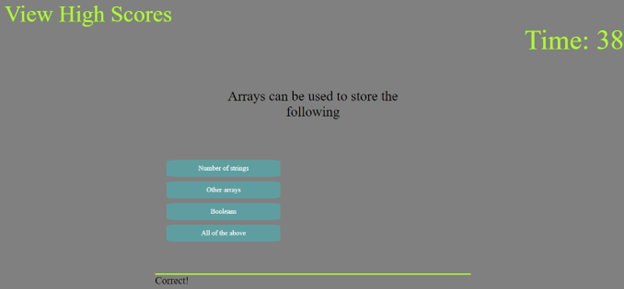 View High Scores
Time: 38
Arrays can be used to store the
following
Number of strings
Other arrays
Booleans
All of the above
Correct!